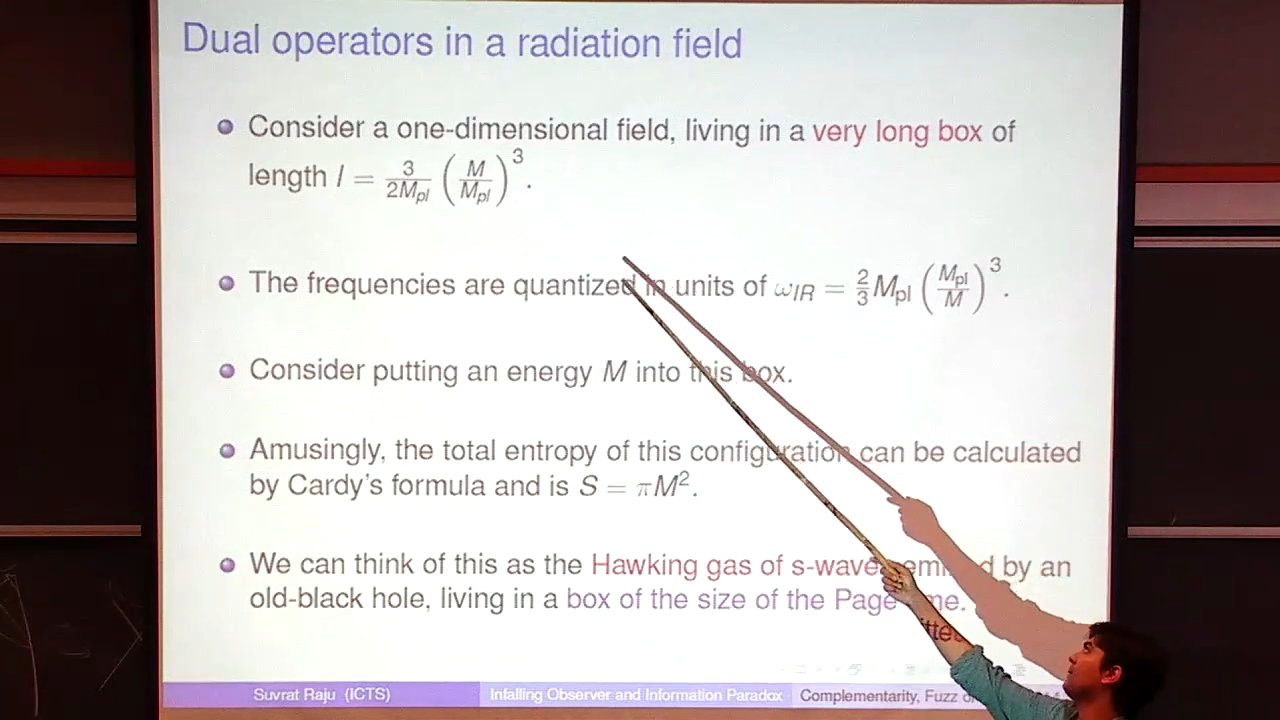 Dual operators in a radiation field
Consider a one-dimensional field, living in a very long box of
length l = 3/(2M_pl) (M/M_pl)^3.
The frequencies are quantized in units of ω_IR = 2/3 M_pl (M_pl/M)^3.
Consider putting an energy M into this box.
Amusingly, the total entropy of this configuration can be calculated
by Cardy's formula and is S = πM².
We can think of this as the Hawking gas of s-waves emitted by an
old-black hole, living in a box of the size of the Page time.
Suvrat Raju (ICTS)
Infalling Observer and Information Paradox
Complementarity, Fuzz